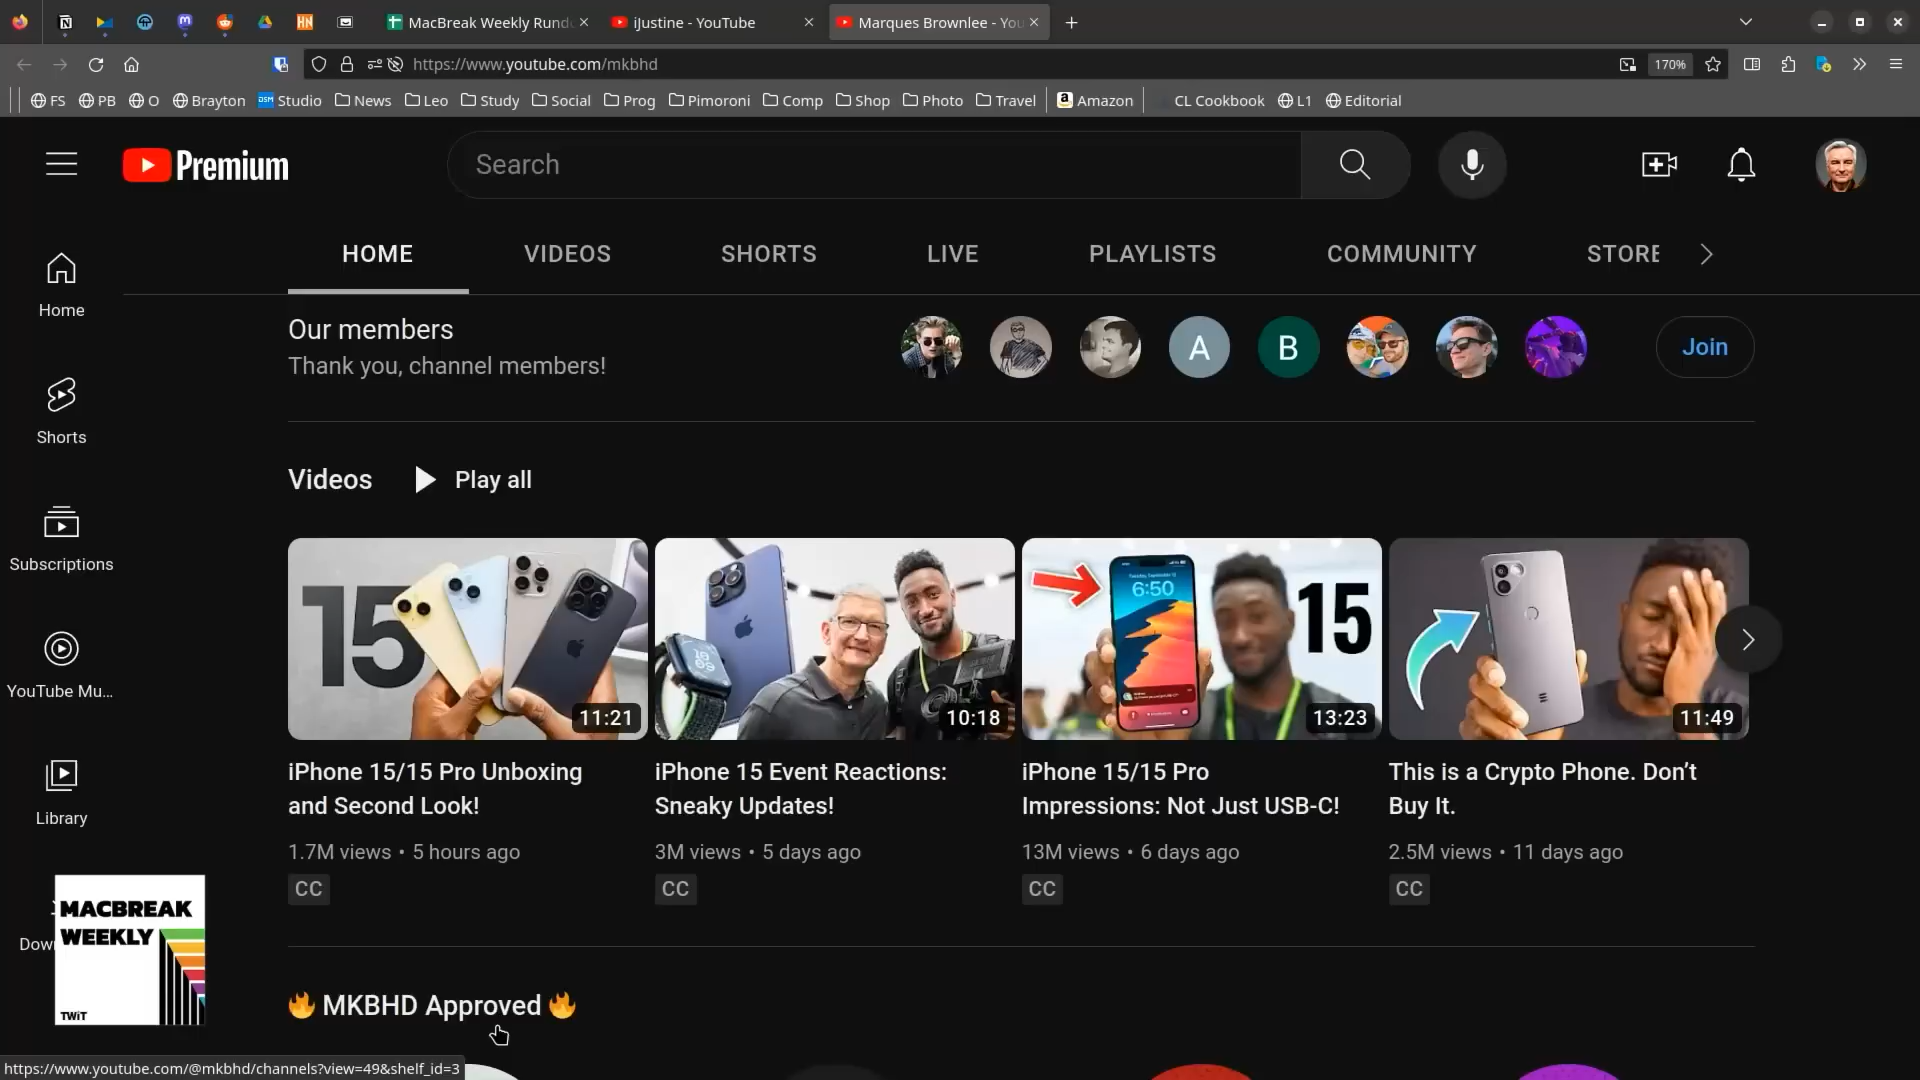 MacBreak Weekly Rund
iJustine - YouTube
Marques Brownlee - You
https://www.youtube.com/mkbhd
170%
FS PB O Brayton Studio News Leo Study Social Prog Pimoroni Comp Shop Photo Travel Amazon CL Cookbook L1 Editorial
Premium
Search
HOME VIDEOS SHORTS LIVE PLAYLISTS COMMUNITY STORE
Home
Shorts
Subscriptions
YouTube Mu...
Library
Dow
Our members
Thank you, channel members!
A
B
Join
Videos
Play all
15
11:21
10:18
6:50
15
13:23
11:49
iPhone 15/15 Pro Unboxing
and Second Look!
1.7M views • 5 hours ago
CC
iPhone 15 Event Reactions:
Sneaky Updates!
3M views • 5 days ago
CC
iPhone 15/15 Pro
Impressions: Not Just USB-C!
13M views • 6 days ago
CC
This is a Crypto Phone. Don’t
Buy It.
2.5M views • 11 days ago
CC
MACBREAK
WEEKLY
TWiT
🔥 MKBHD Approved 🔥
https://www.youtube.com/@mkbhd/channels?view=49&shelf_id=3